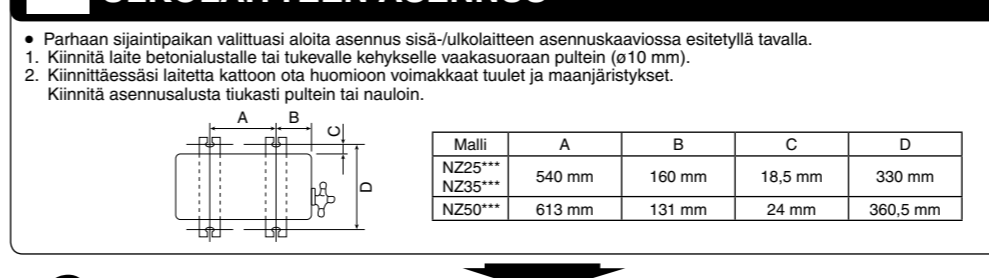 ULKOLAITTEEN ASENNUS
● Parhaan sijaintipaikan valittuasi aloita asennus sisä-/ulkolaitteen asennuskaaviossa esitetyllä tavalla.
1. Kiinnitä laite betonialustalle tai tukevalle kehykselle vaakasuoraan pultein (ø10 mm).
2. Kiinnittäessäsi laitetta kattoon ota huomioon voimakkaat tuulet ja maanjäristykset.
Kiinnitä asennusalusta tiukasti pultein tai nauloin.
A B C
D
Malli A B C D
NZ25***
NZ35*** 540 mm 160 mm 18,5 mm 330 mm
NZ50*** 613 mm 131 mm 24 mm 360,5 mm